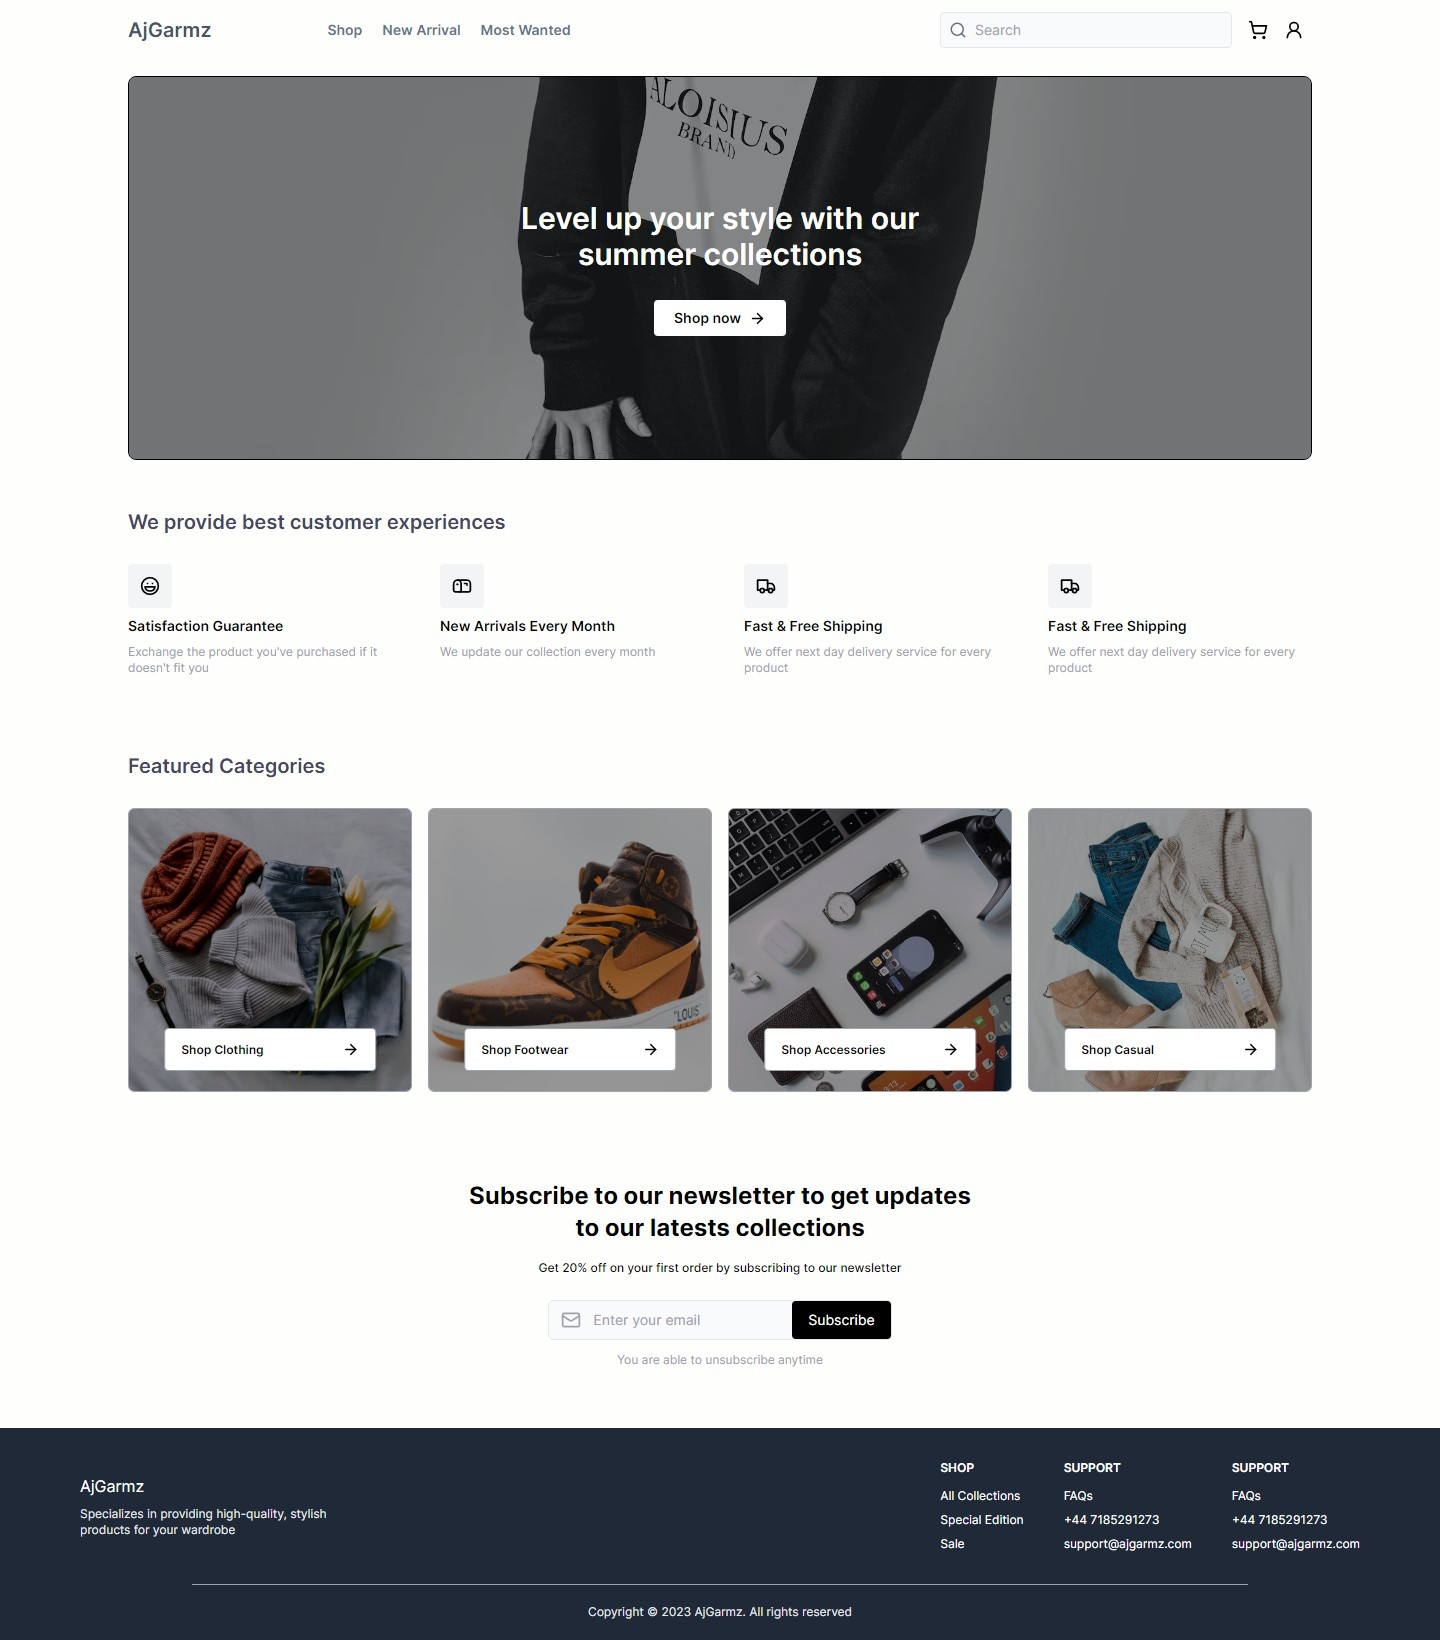 AjGarmz
Shop
New Arrival
Most Wanted
Search
ALOISIUS
BRAND
Level up your style with our
summer collections
Shop now
We provide best customer experiences
Satisfaction Guarantee
Exchange the product you've purchased if it
doesn't fit you
New Arrivals Every Month
We update our collection every month
Fast & Free Shipping
We offer next day delivery service for every
product
Fast & Free Shipping
We offer next day delivery service for every
product
Featured Categories
"LOUIS
Shop Clothing
Shop Footwear
Shop Accessories
Shop Casual
Subscribe to our newsletter to get updates
to our latests collections
Get 20% off on your first order by subscribing to our newsletter
Enter your email
Subscribe
You are able to unsubscribe anytime
AjGarmz
Specializes in providing high-quality, stylish
products for your wardrobe
SHOP
All Collections
Special Edition
Sale
SUPPORT
FAQs
+44 7185291273
support@ajgarmz.com
SUPPORT
FAQs
+44 7185291273
support@ajgarmz.com
Copyright © 2023 AjGarmz. All rights reserved